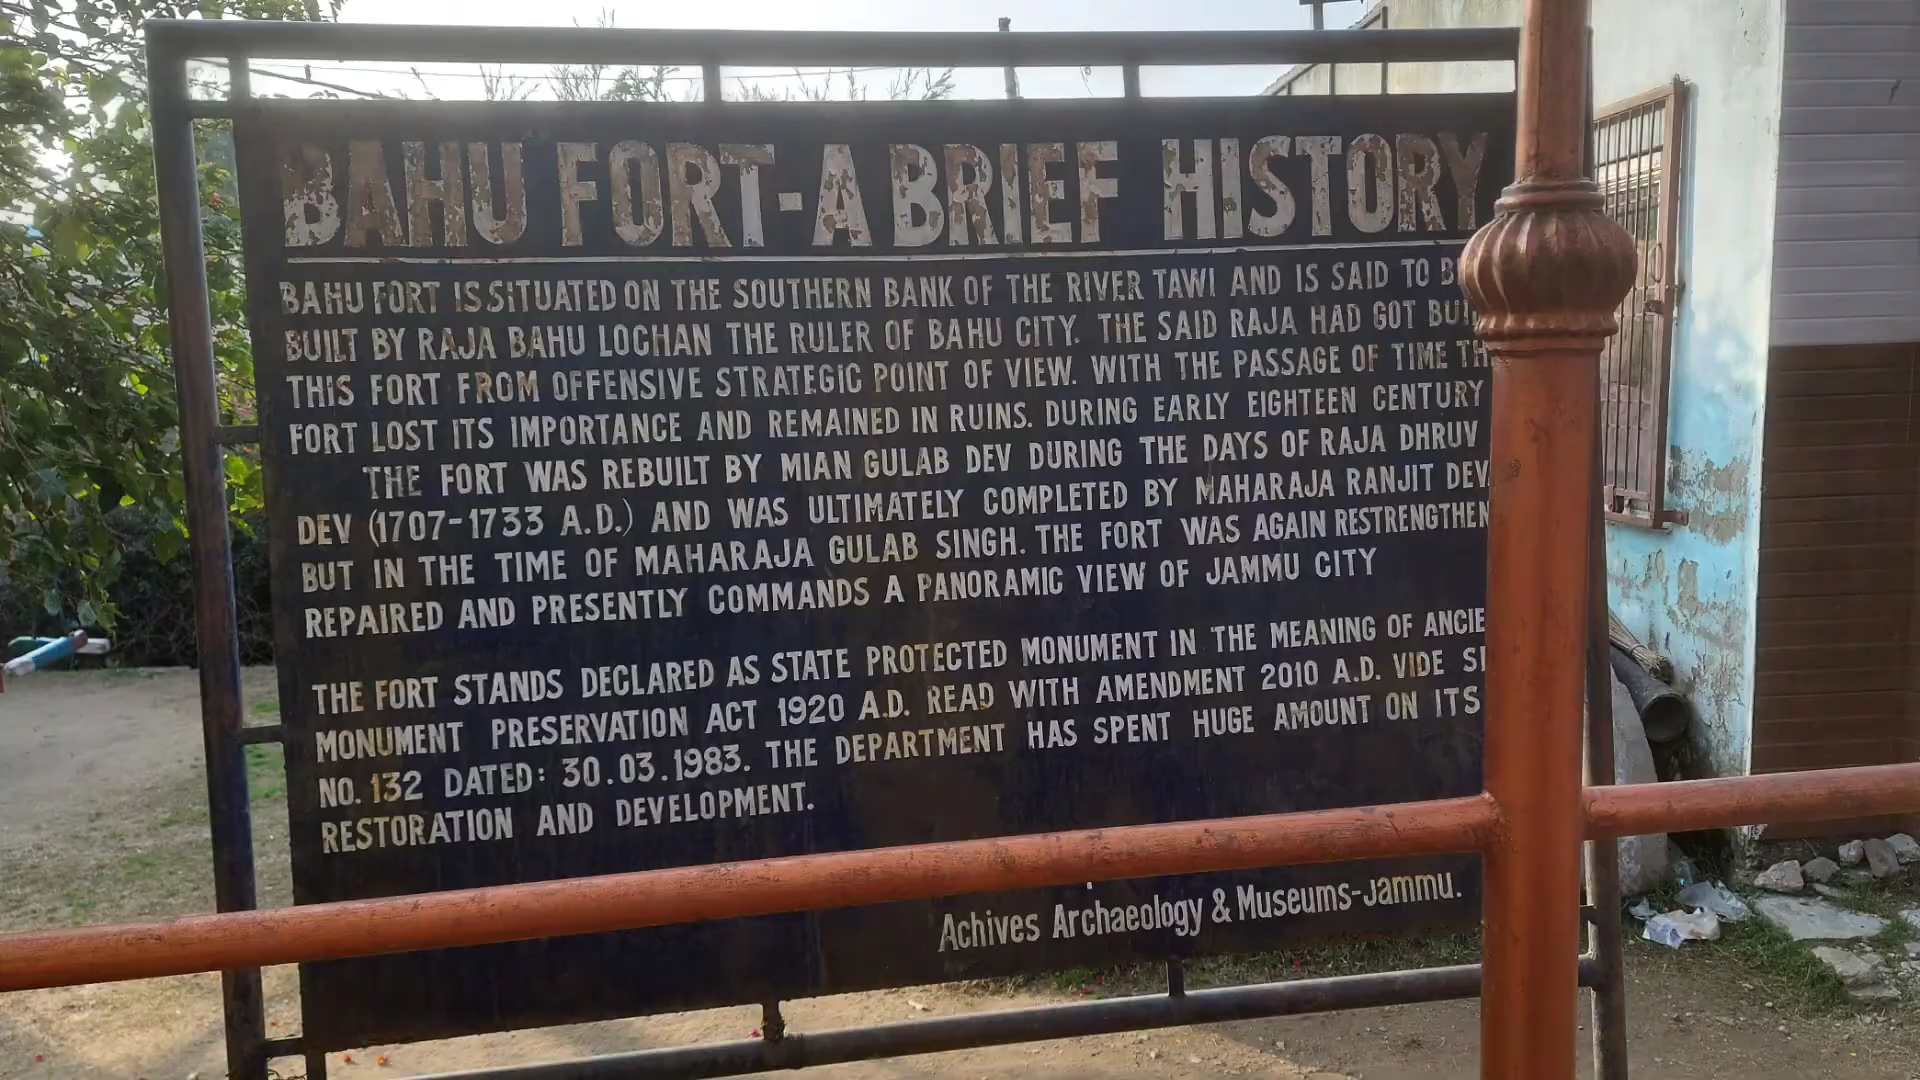 BAHU FORT-A BRIEF HISTORY
BAHU FORT IS SITUATED ON THE SOUTHERN BANK OF THE RIVER TAWI AND IS SAID TO
BUILT BY RAJA BAHU LOCHAN THE RULER OF BAHU CITY. THE SAID RAJA HAD GOT
THIS FORT FROM OFFENSIVE STRATEGIC POINT OF VIEW. WITH THE PASSAGE OF TIME
FORT LOST ITS IMPORTANCE AND REMAINED IN RUINS. DURING EARLY EIGHTEEN CENTURY
THE FORT WAS REBUILT BY MIAN GULAB DEV DURING THE DAYS OF RAJA DHRUV
DEV (1707-1733 A.D.) AND WAS ULTIMATELY COMPLETED BY MAHARAJA RANJIT DEV
BUT IN THE TIME OF MAHARAJA GULAB SINGH. THE FORT WAS AGAIN RESTRENGTHEN
REPAIRED AND PRESENTLY COMMANDS A PANORAMIC VIEW OF JAMMU CITY
THE FORT STANDS DECLARED AS STATE PROTECTED MONUMENT IN THE MEANING OF
MONUMENT PRESERVATION ACT 1920 A.D. READ WITH AMENDMENT 2010 A.D. VIDE
NO. 132 DATED: 30.03.1983. THE DEPARTMENT HAS SPENT HUGE AMOUNT ON ITS
RESTORATION AND DEVELOPMENT.
Achives Archaeology & Museums-Jammu.